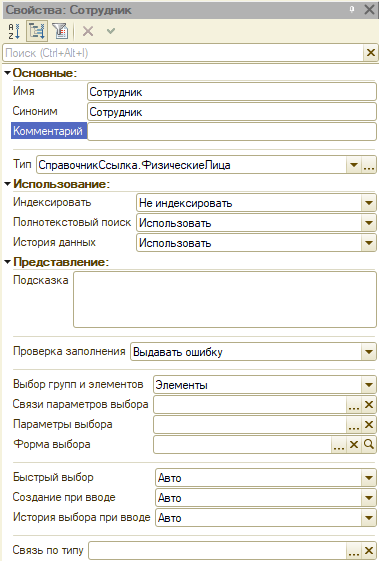 Свойства: Сотрудник
Поиск (Ctrl+Alt+I)
Основные:
Имя Сотрудник
Синоним Сотрудник
Комментарий
Тип СправочникСсылка.ФизическиеЛица
Использование:
Индексировать Не индексировать
Полнотекстовый поиск Использовать
История данных Использовать
Представление:
Подсказка
Проверка заполнения Выдавать ошибку
Выбор групп и элементов Элементы
Связи параметров выбора
Параметры выбора
Форма выбора
Быстрый выбор Авто
Создание при вводе Авто
История выбора при вводе Авто
Связь по типу